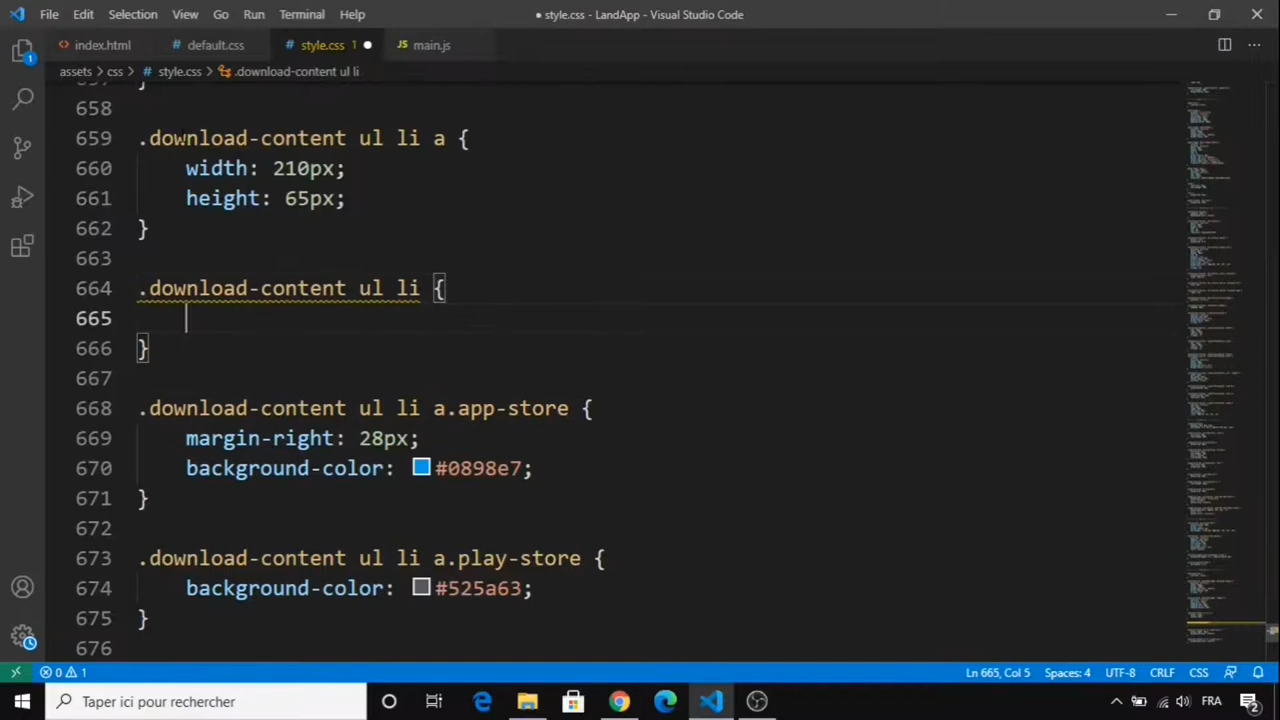 File Edit Selection View Go Run Terminal Help ● style.css - LandApp - Visual Studio Code
<> index.html # default.css # style.css 1 ● JS main.js ...
assets > css > # style.css > .download-content ul li
658
659 .download-content ul li a {
660 width: 210px;
661 height: 65px;
662 }
663
664 .download-content ul li {
665
666 }
667
668 .download-content ul li a.app-store {
669 margin-right: 28px;
670 background-color: #0898e7;
671 }
672
673 .download-content ul li a.play-store {
674 background-color: #525a63;
675 }
676
0 1 Ln 665, Col 5 Spaces: 4 UTF-8 CRLF CSS
Taper ici pour rechercher FRA 2